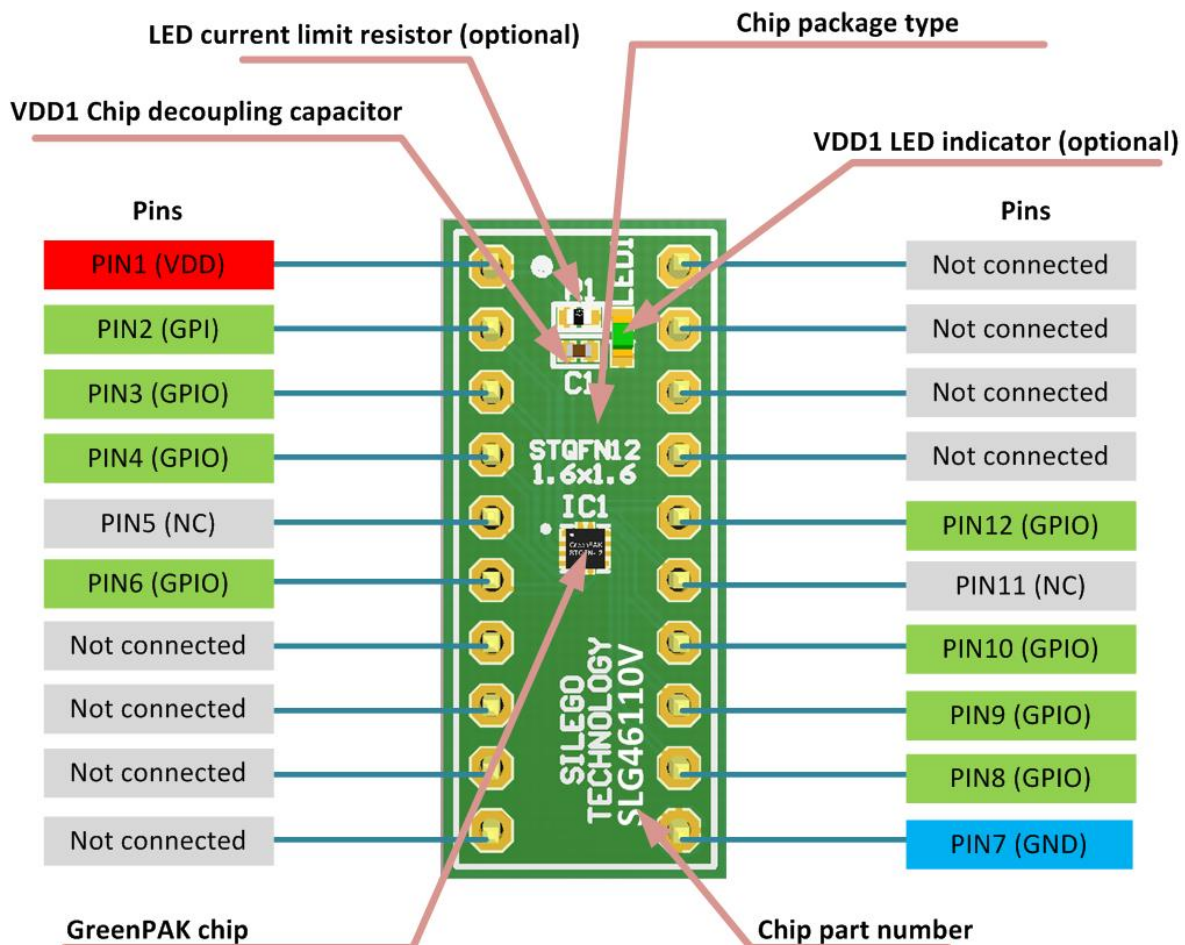 LED current limit resistor (optional)
Chip package type
VDD1 Chip decoupling capacitor
VDD1 LED indicator (optional)
Pins
PIN1 (VDD)
PIN2 (GPI)
PIN3 (GPIO)
PIN4 (GPIO)
PIN5 (NC)
PIN6 (GPIO)
Not connected
Not connected
Not connected
Not connected
LED1
C1
STQFN12
1.6x1.6
IC1
GreenPAK
SILEGO
TECHNOLOGY
SLG46110V
Pins
Not connected
Not connected
Not connected
Not connected
PIN12 (GPIO)
PIN11 (NC)
PIN10 (GPIO)
PIN9 (GPIO)
PIN8 (GPIO)
PIN7 (GND)
GreenPAK chip
Chip part number